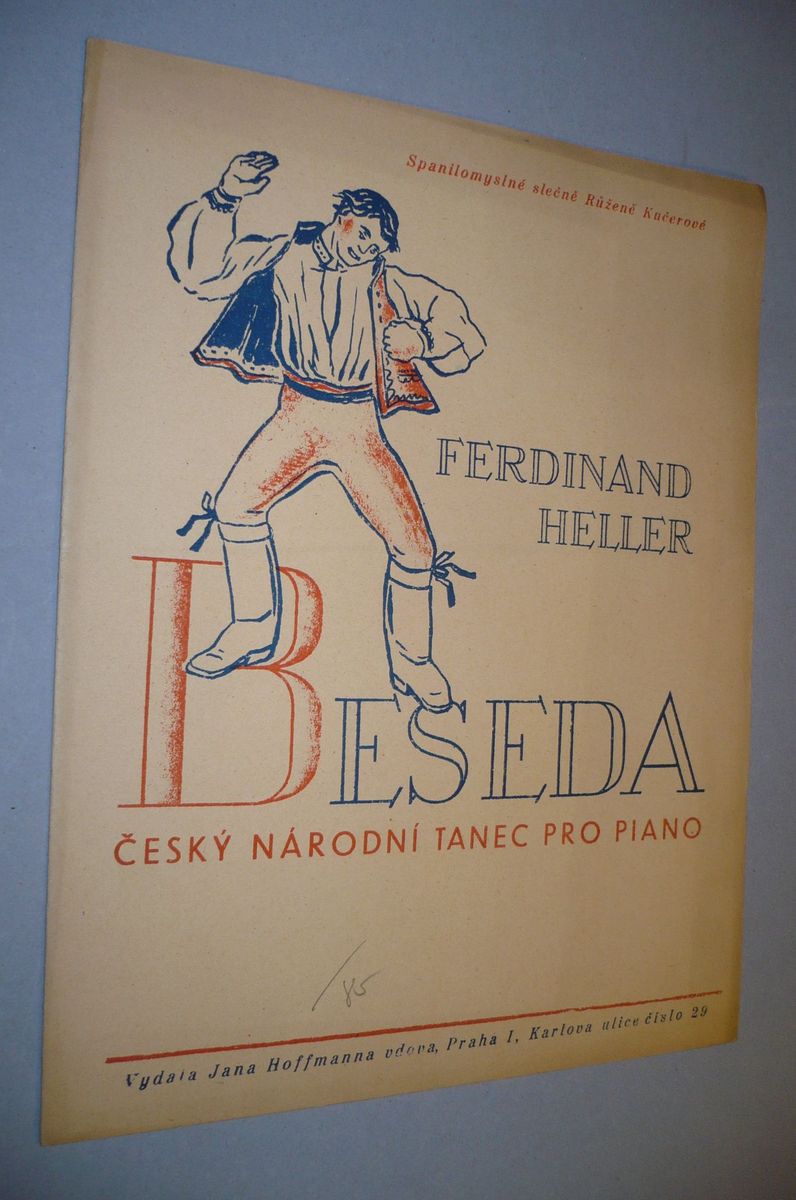 Spanilomyslné slečně Růženě Kučerové
FERDINAND
HELLER
BESEDA
ČESKÝ NÁRODNÍ TANEC PRO PIANO
/85
Vydala Jana Hoffmanna vdova, Praha I, Karlova ulice číslo 29